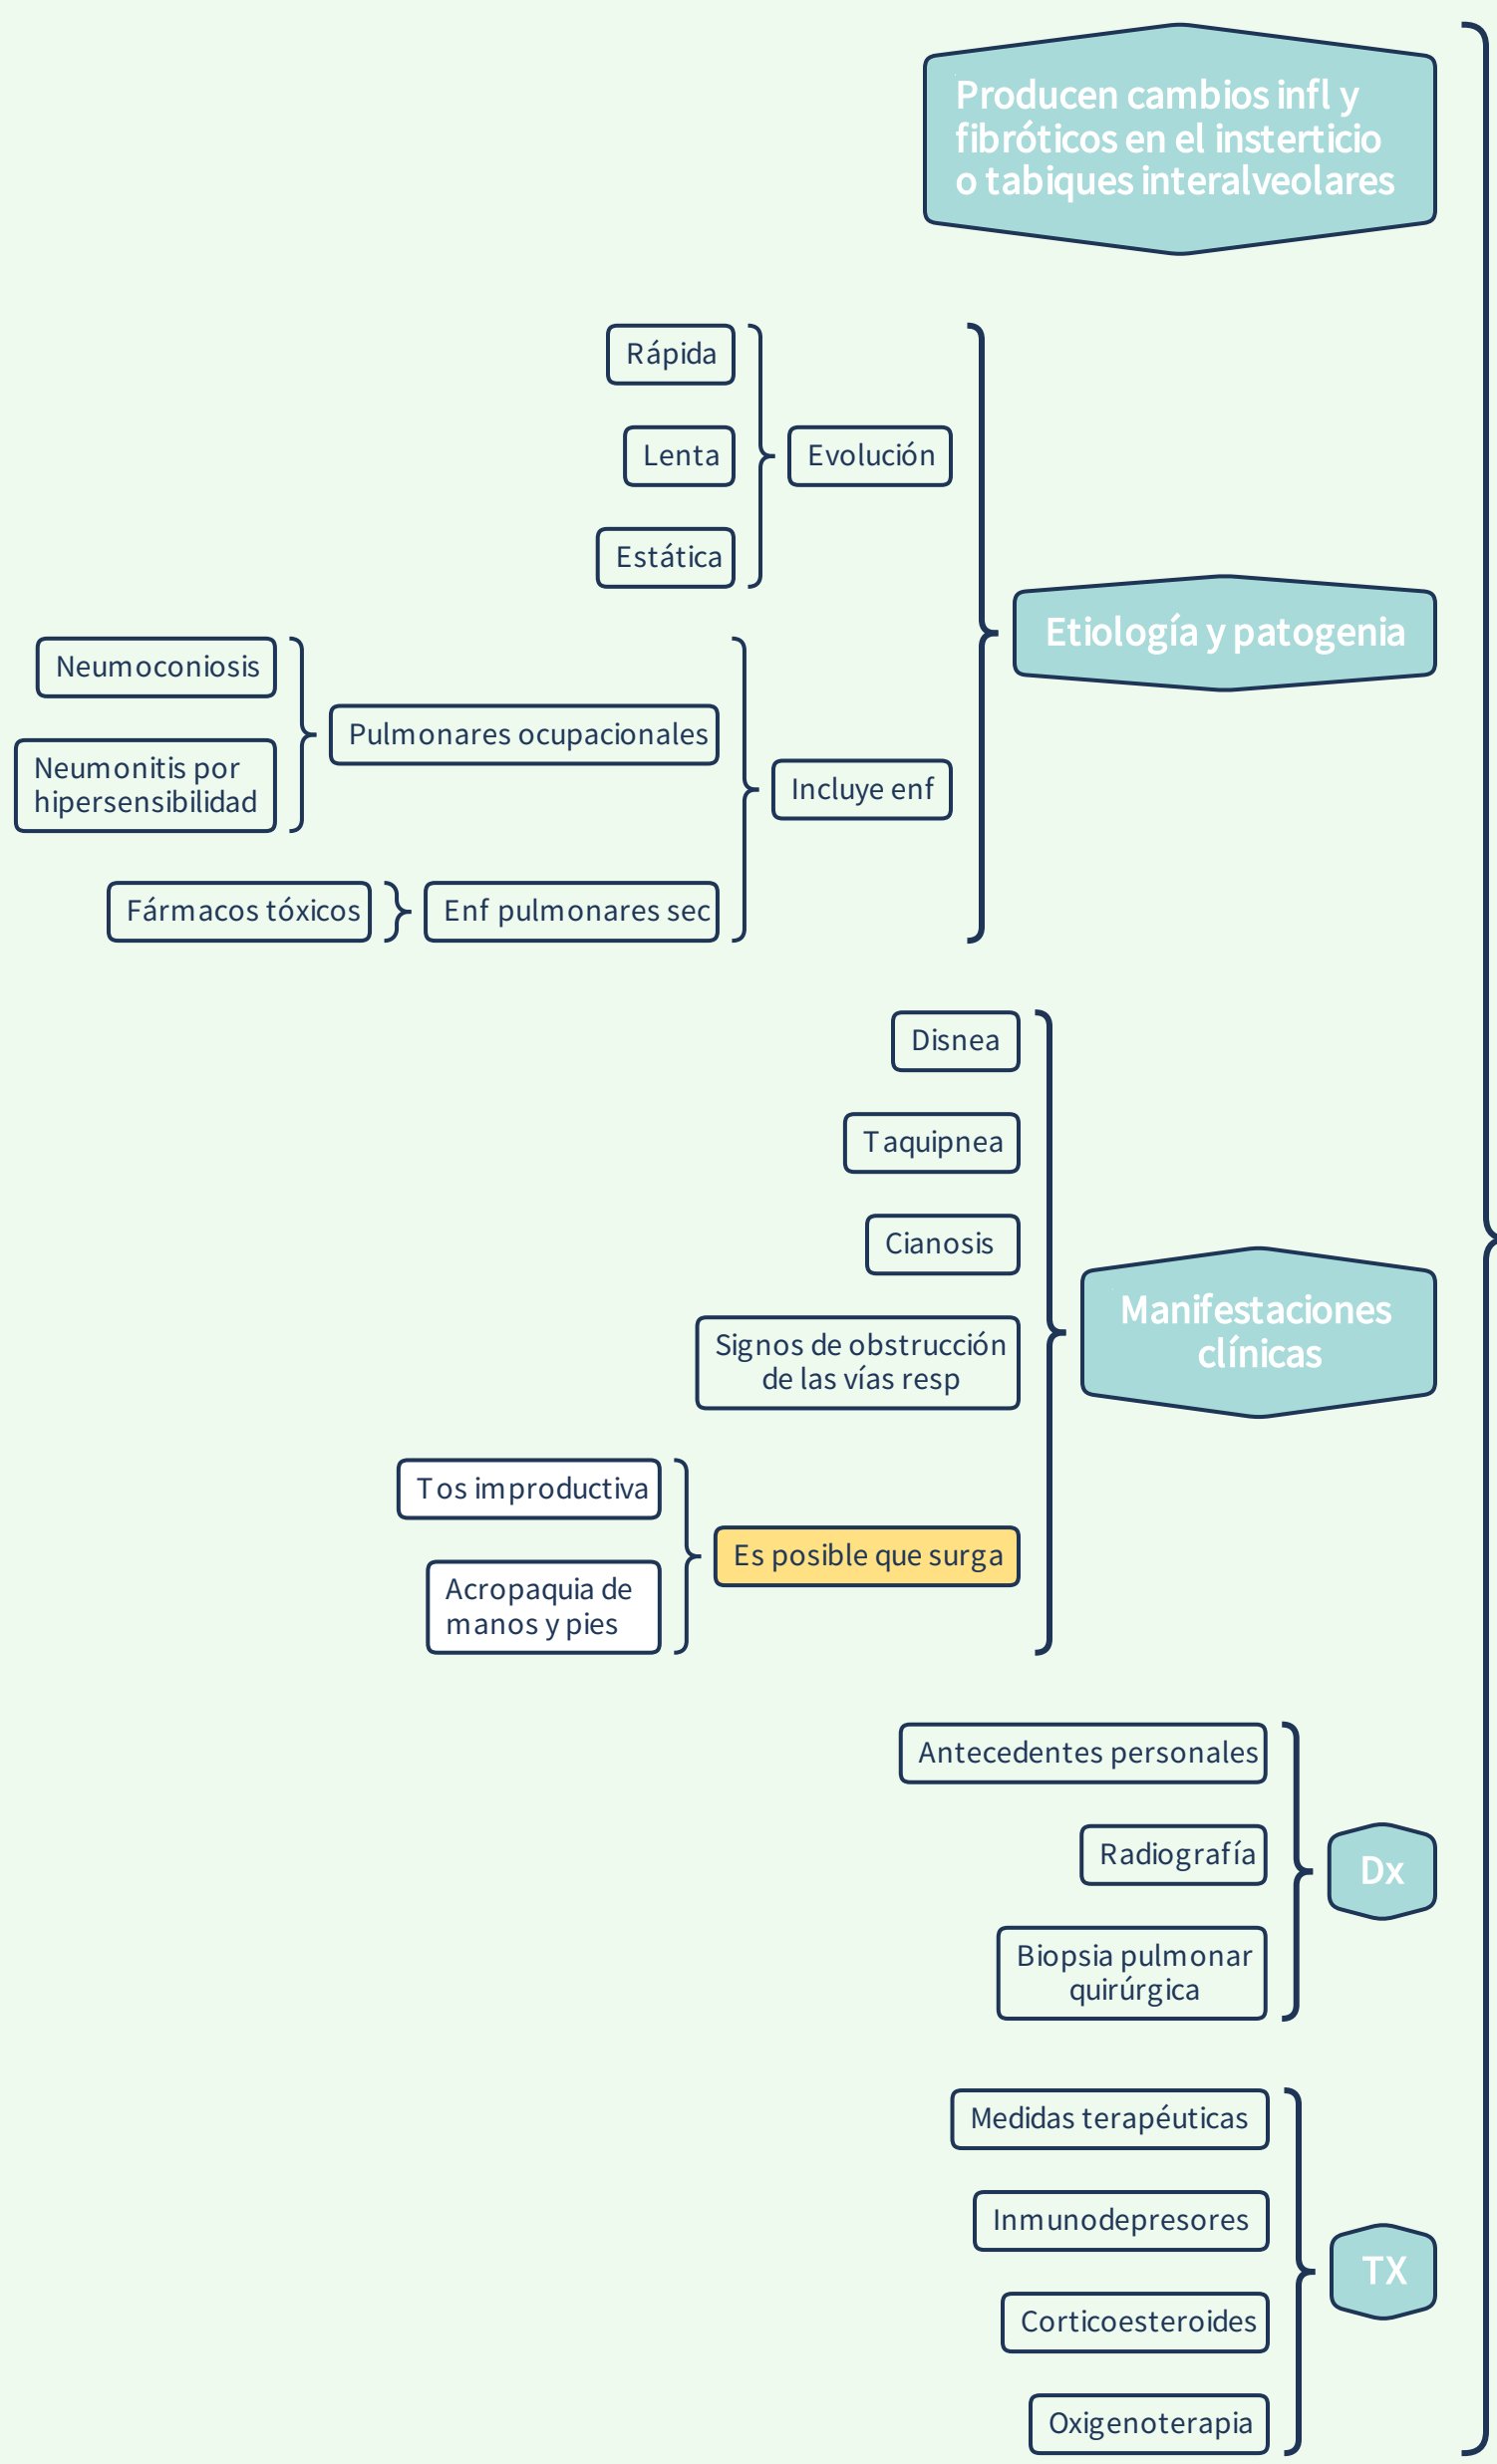 Producen cambios infl y
fibróticos en el insterticio
o tabiques interalveolares
Rápida
Lenta
Evolución
Estática
Etiología y patogenia
Neumoconiosis
Pulmonares ocupacionales
Neumonitis por
hipersensibilidad
Incluye enf
Fármacos tóxicos
Enf pulmonares sec
Disnea
Taquipnea
Cianosis
Signos de obstrucción
de las vías resp
Manifestaciones
clínicas
Tos improductiva
Es posible que surga
Acropaquia de
manos y pies
Antecedentes personales
Radiografía
Dx
Biopsia pulmonar
quirúrgica
Medidas terapéuticas
Inmunodepresores
TX
Corticoesteroides
Oxigenoterapia